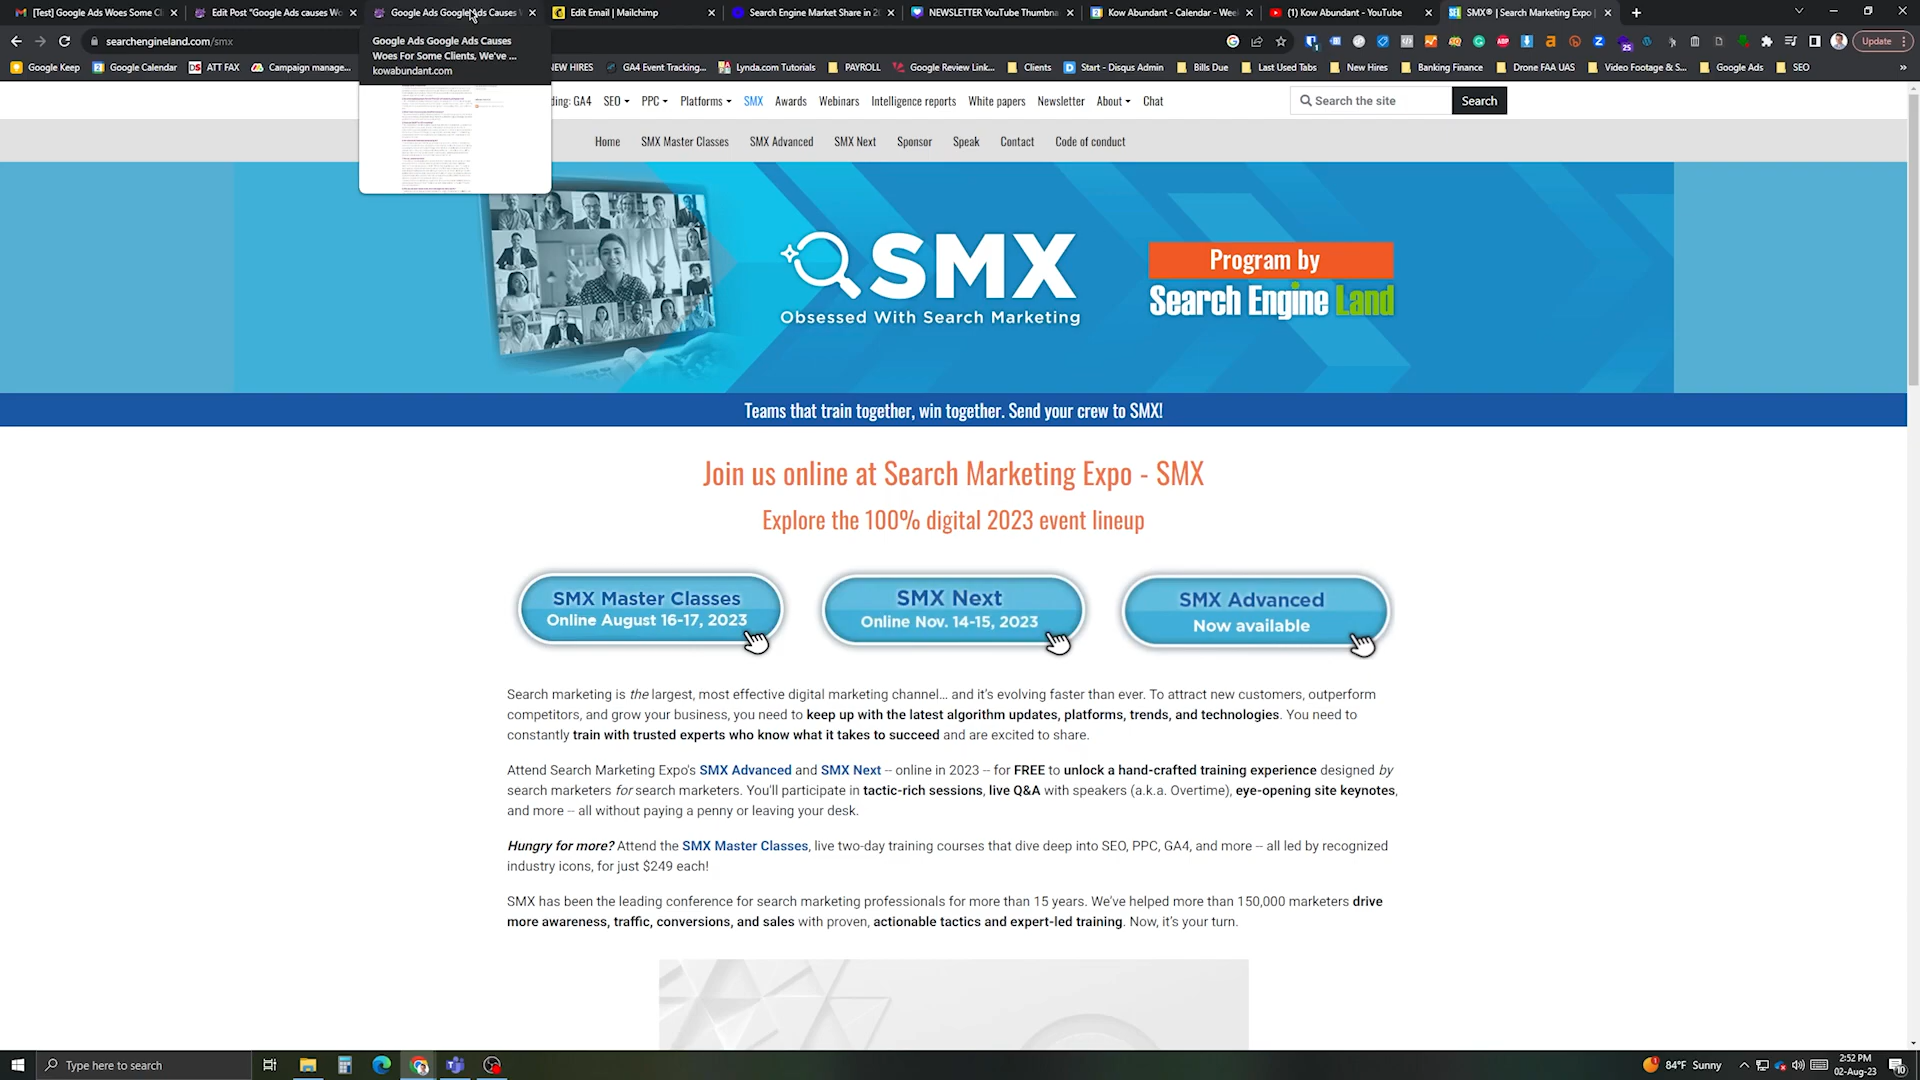 [Test] Google Ads Woes Some Cl
Edit Post "Google Ads causes Wo
Google Ads Google Ads Causes
Edit Email | Mailchimp
Search Engine Market Share in 20
NEWSLETTER YouTube Thumbna
Kow Abundant - Calendar - Wee
(1) Kow Abundant - YouTube
SMX® | Search Marketing Expo |
searchengineland.com/smx
Update
Google Ads Google Ads Causes
Woes For Some Clients, We've ...
kowabundant.com
Google Keep
Google Calendar
ATT FAX
Campaign manage...
NEW HIRES
GA4 Event Tracking...
Lynda.com Tutorials
PAYROLL
Google Review Link...
Clients
Start - Disqus Admin
Bills Due
Last Used Tabs
New Hires
Banking Finance
Drone FAA UAS
Video Footage & S...
Google Ads
SEO
ding: GA4 SEO PPC Platforms SMX Awards Webinars Intelligence reports White papers Newsletter About Chat
Search the site
Search
Home SMX Master Classes SMX Advanced SMX Next Sponsor Speak Contact Code of conduct
SMX
Obsessed With Search Marketing
Program by
Search Engine Land
Teams that train together, win together. Send your crew to SMX!
Join us online at Search Marketing Expo - SMX
Explore the 100% digital 2023 event lineup
SMX Master Classes
Online August 16-17, 2023
SMX Next
Online Nov. 14-15, 2023
SMX Advanced
Now available
Search marketing is the largest, most effective digital marketing channel... and it's evolving faster than ever. To attract new customers, outperform
competitors, and grow your business, you need to keep up with the latest algorithm updates, platforms, trends, and technologies. You need to
constantly train with trusted experts who know what it takes to succeed and are excited to share.
Attend Search Marketing Expo's SMX Advanced and SMX Next – online in 2023 – for FREE to unlock a hand-crafted training experience designed by
search marketers for search marketers. You'll participate in tactic-rich sessions, live Q&A with speakers (a.k.a. Overtime), eye-opening site keynotes,
and more – all without paying a penny or leaving your desk.
Hungry for more? Attend the SMX Master Classes, live two-day training courses that dive deep into SEO, PPC, GA4, and more – all led by recognized
industry icons, for just $249 each!
SMX has been the leading conference for search marketing professionals for more than 15 years. We've helped more than 150,000 marketers drive
more awareness, traffic, conversions, and sales with proven, actionable tactics and expert-led training. Now, it's your turn.
Type here to search
84°F Sunny
2:52 PM
02-Aug-23